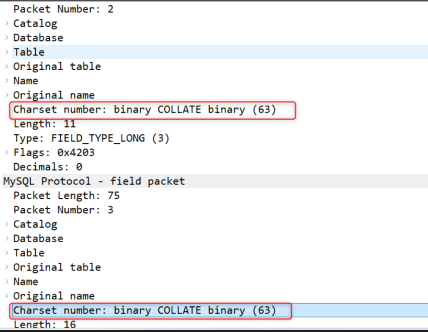 Packet Number: 2
Catalog
Database
Table
Original table
Name
Original name
Charset number: binary COLLATE binary (63)
Length: 11
Type: FIELD_TYPE_LONG (3)
Flags: 0x4203
Decimals: 0
MySQL Protocol - field packet
Packet Length: 75
Packet Number: 3
Catalog
Database
Table
Original table
Name
Original name
Charset number: binary COLLATE binary (63)
Length: 16